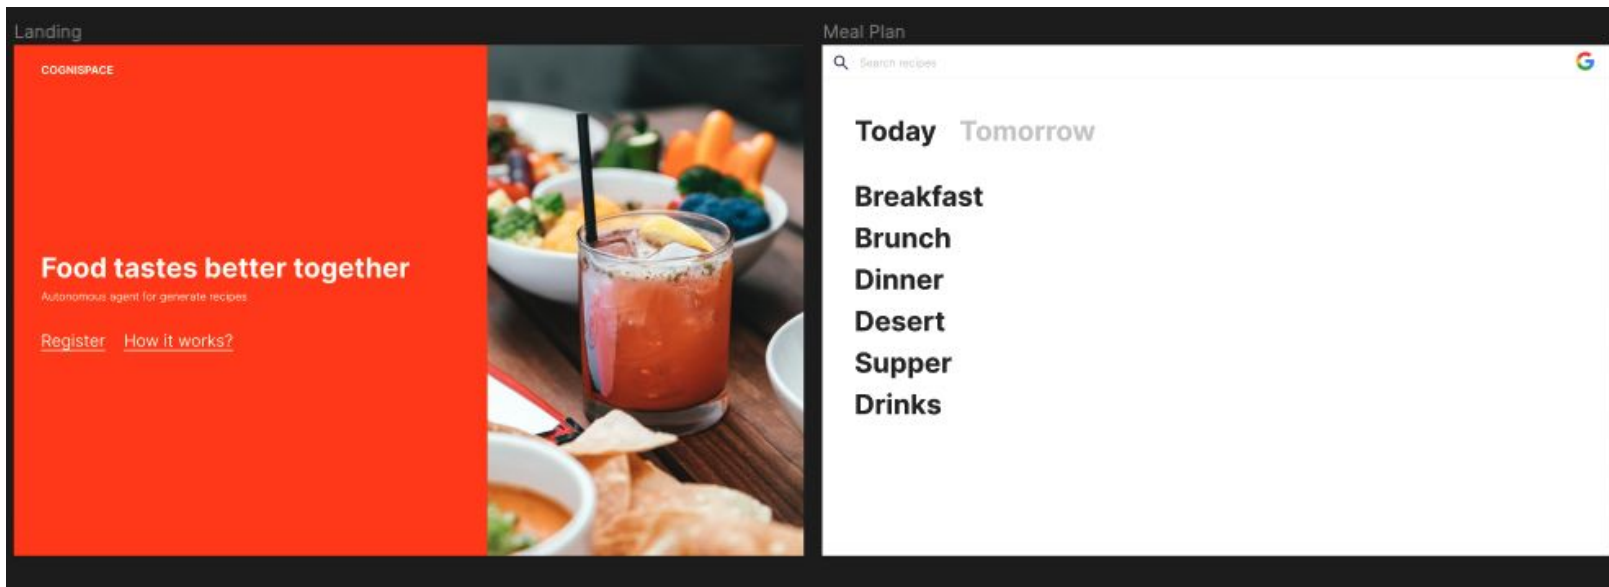 Landing
COGNISPACE
Food tastes better together
Autonomous agent for generate recipes
Register How it works?
Meal Plan
Search recipes
G
Today Tomorrow
Breakfast
Brunch
Dinner
Desert
Supper
Drinks